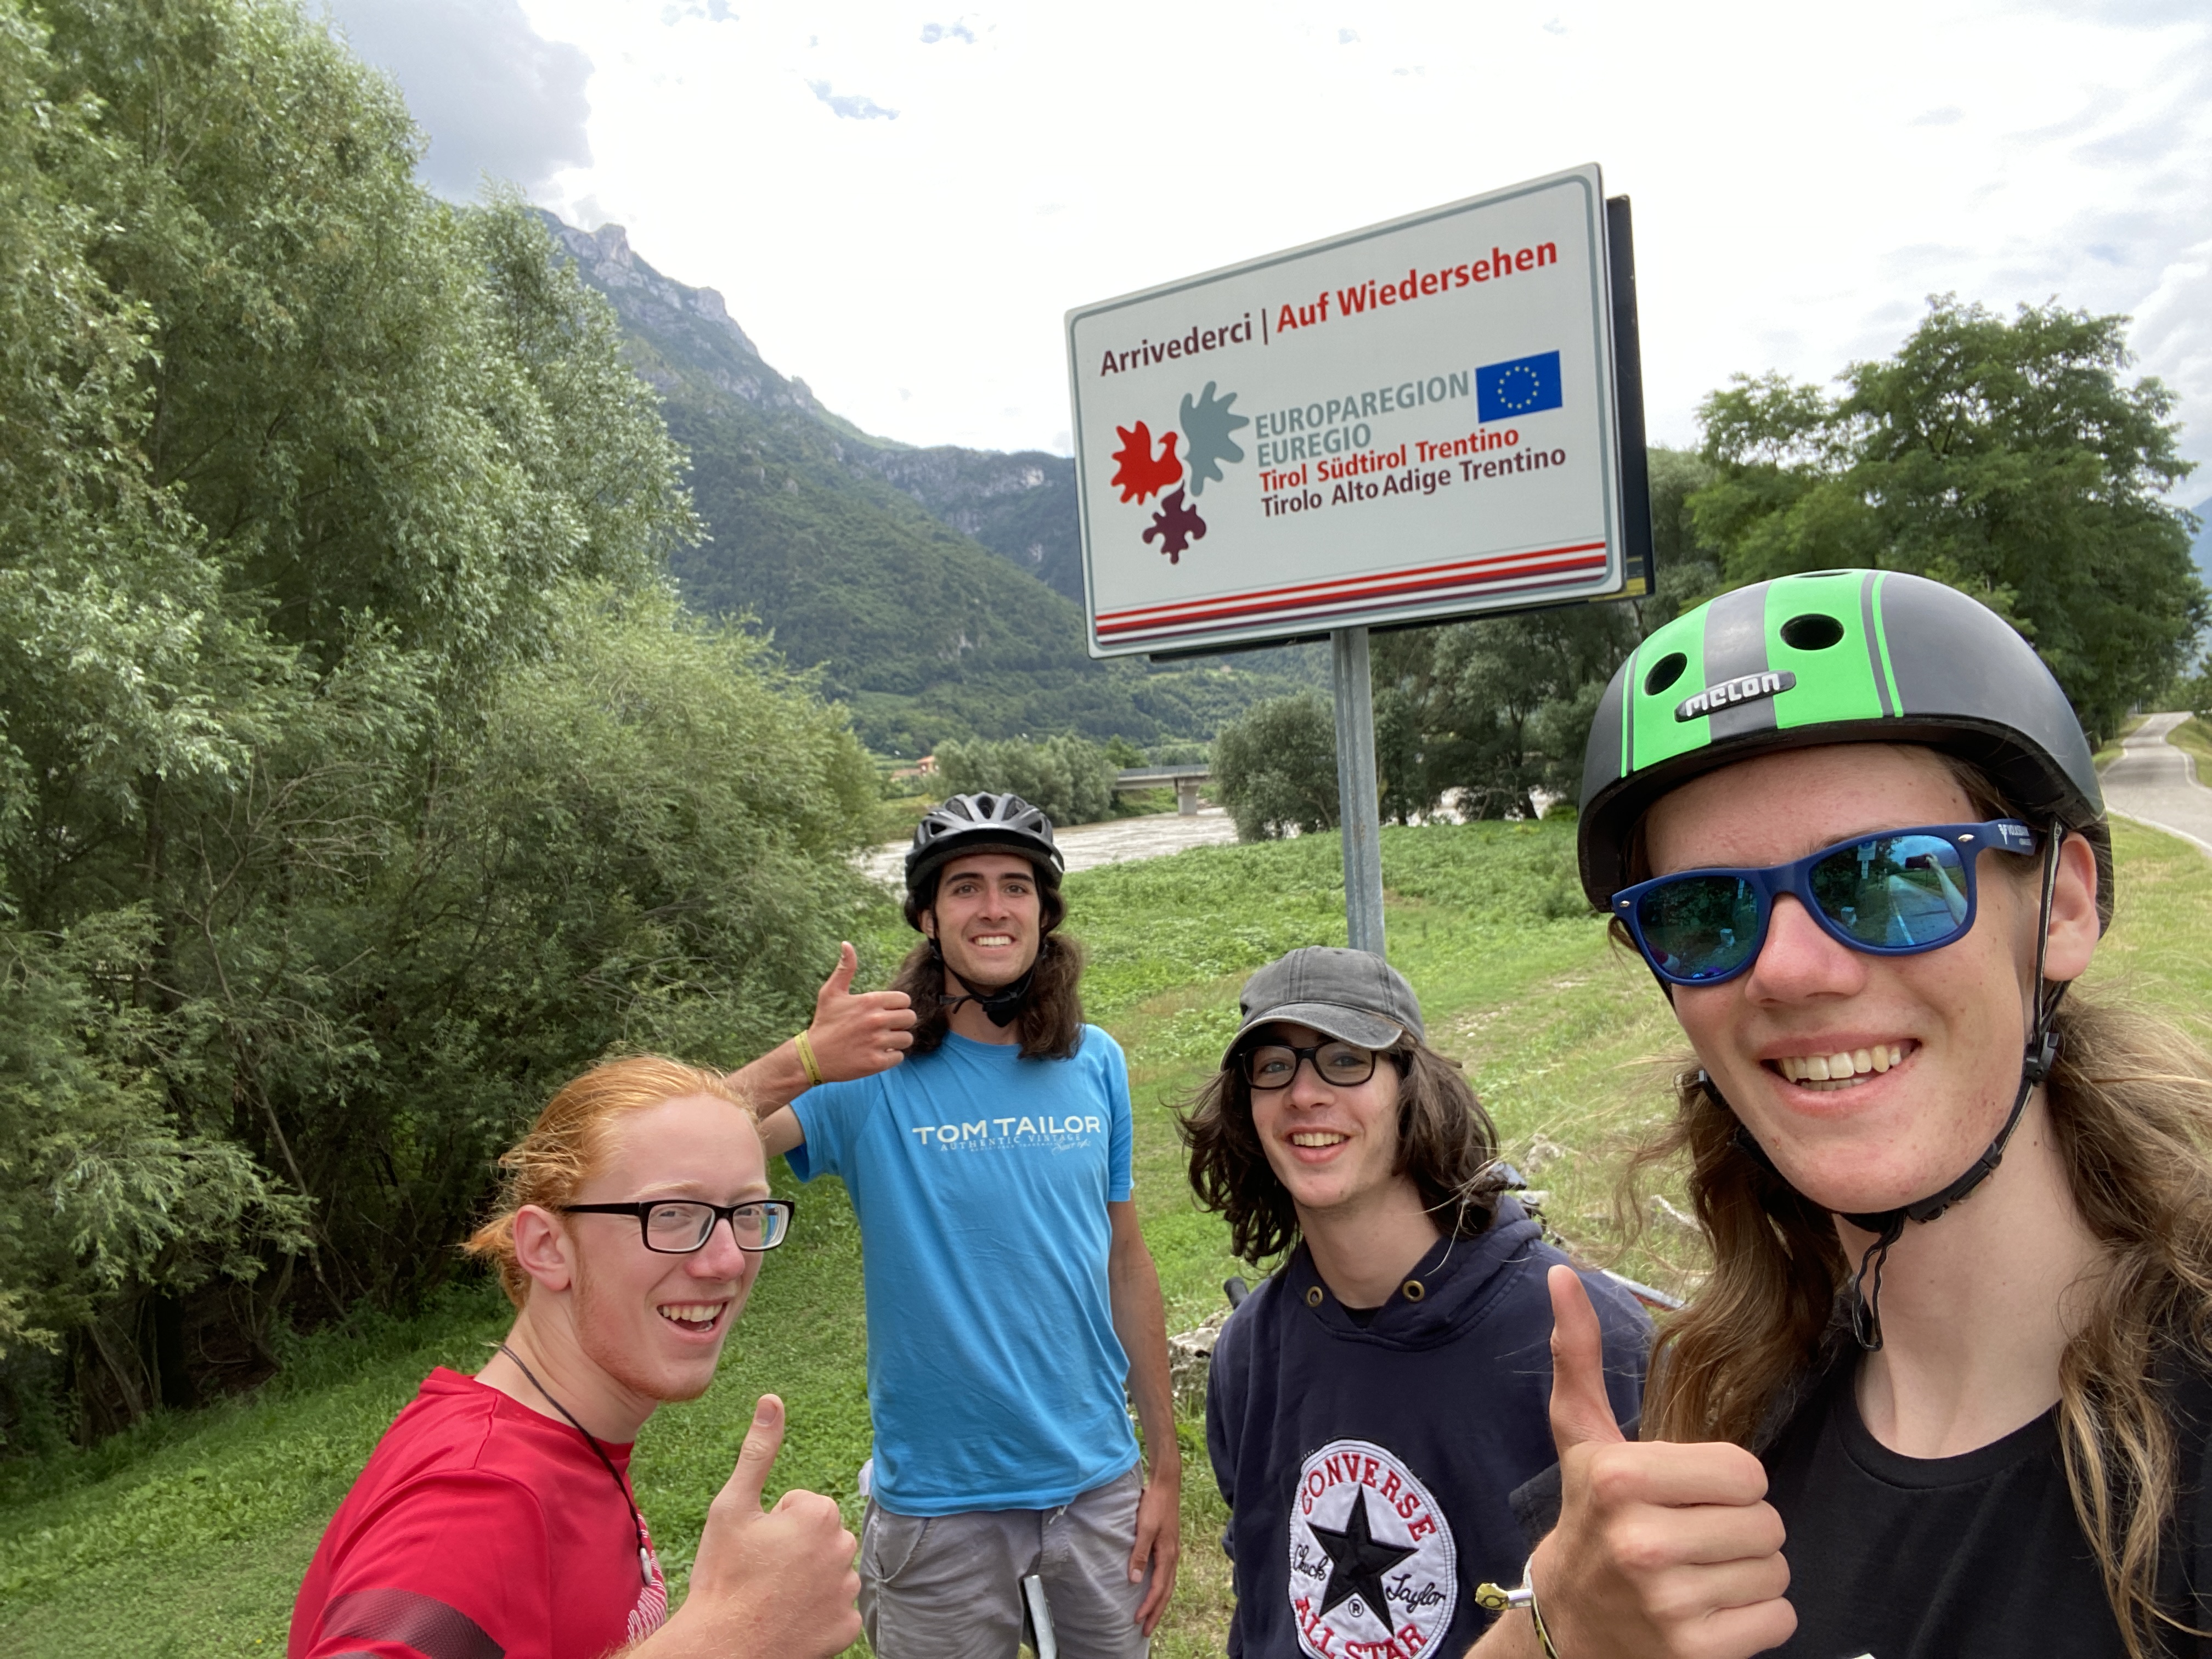 Arrivederci | Auf Wiedersehen
EUROPAREGION
EUREGIO
Tirol Südtirol Trentino
Tirolo Alto Adige Trentino
melon
TOM TAILOR
AUTHENTIC VINTAGE
CONVERSE
Chuck Taylor
®
ALL STAR